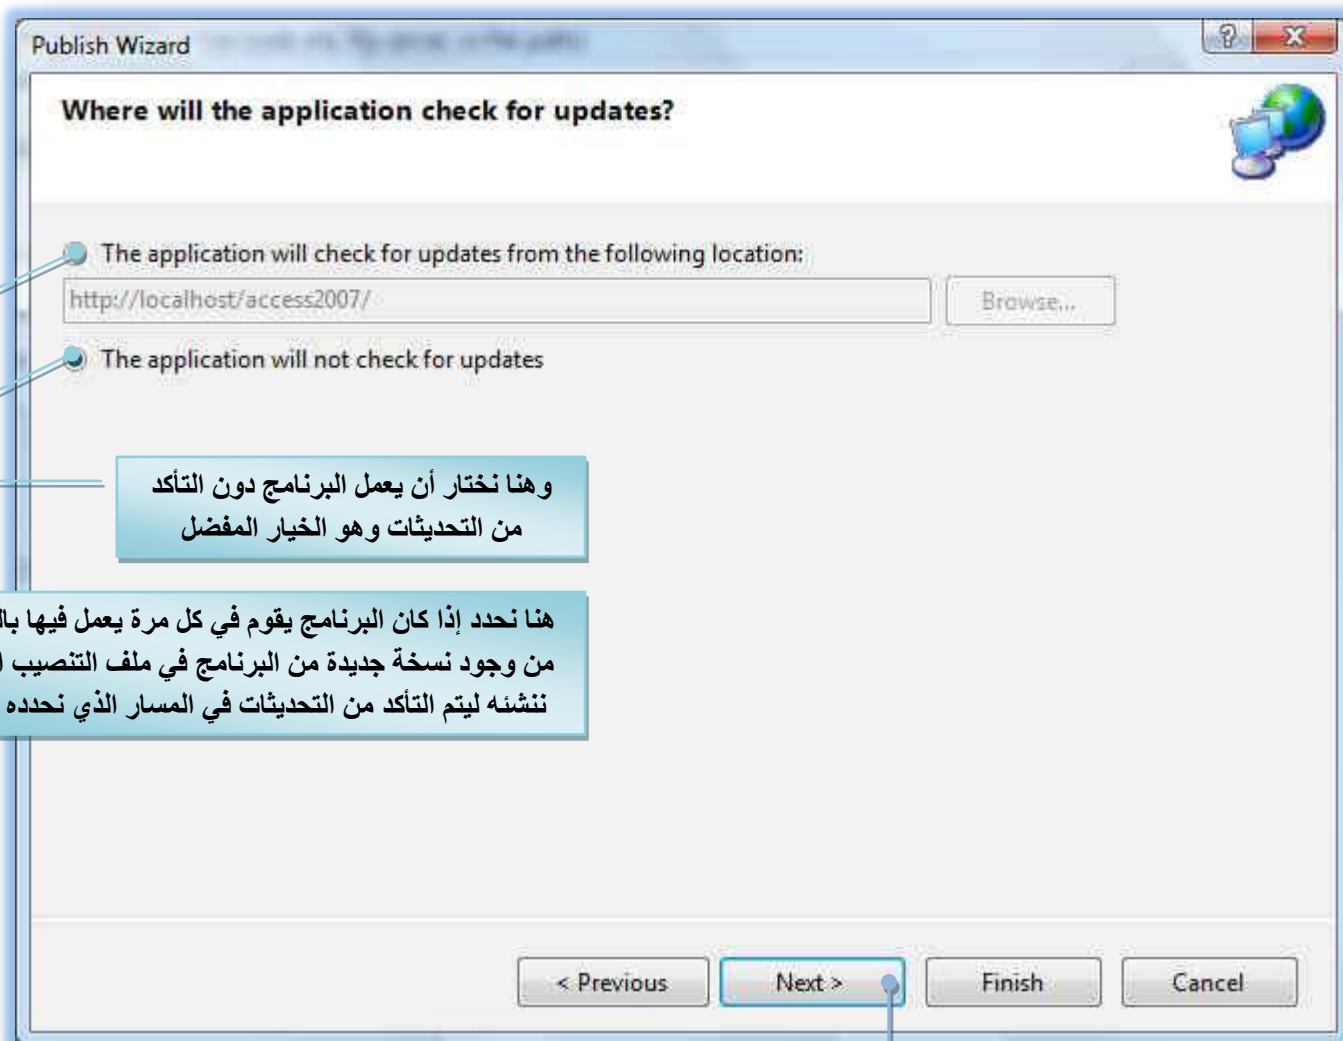 Publish Wizard
Where will the application check for updates?
The application will check for updates from the following location:
http://localhost/access2007/
Browse...
The application will not check for updates
وهنا نختار أن يعمل البرنامج دون التأكد
من التحديثات وهو الخيار المفضل
هنا نحدد إذا كان البرنامج يقوم في كل مرة يعمل فيها
من وجود نسخة جديدة من البرنامج في ملف التنصيب
ننشئه ليتم التأكد من التحديثات في المسار الذي نحدده
< Previous
Next >
Finish
Cancel